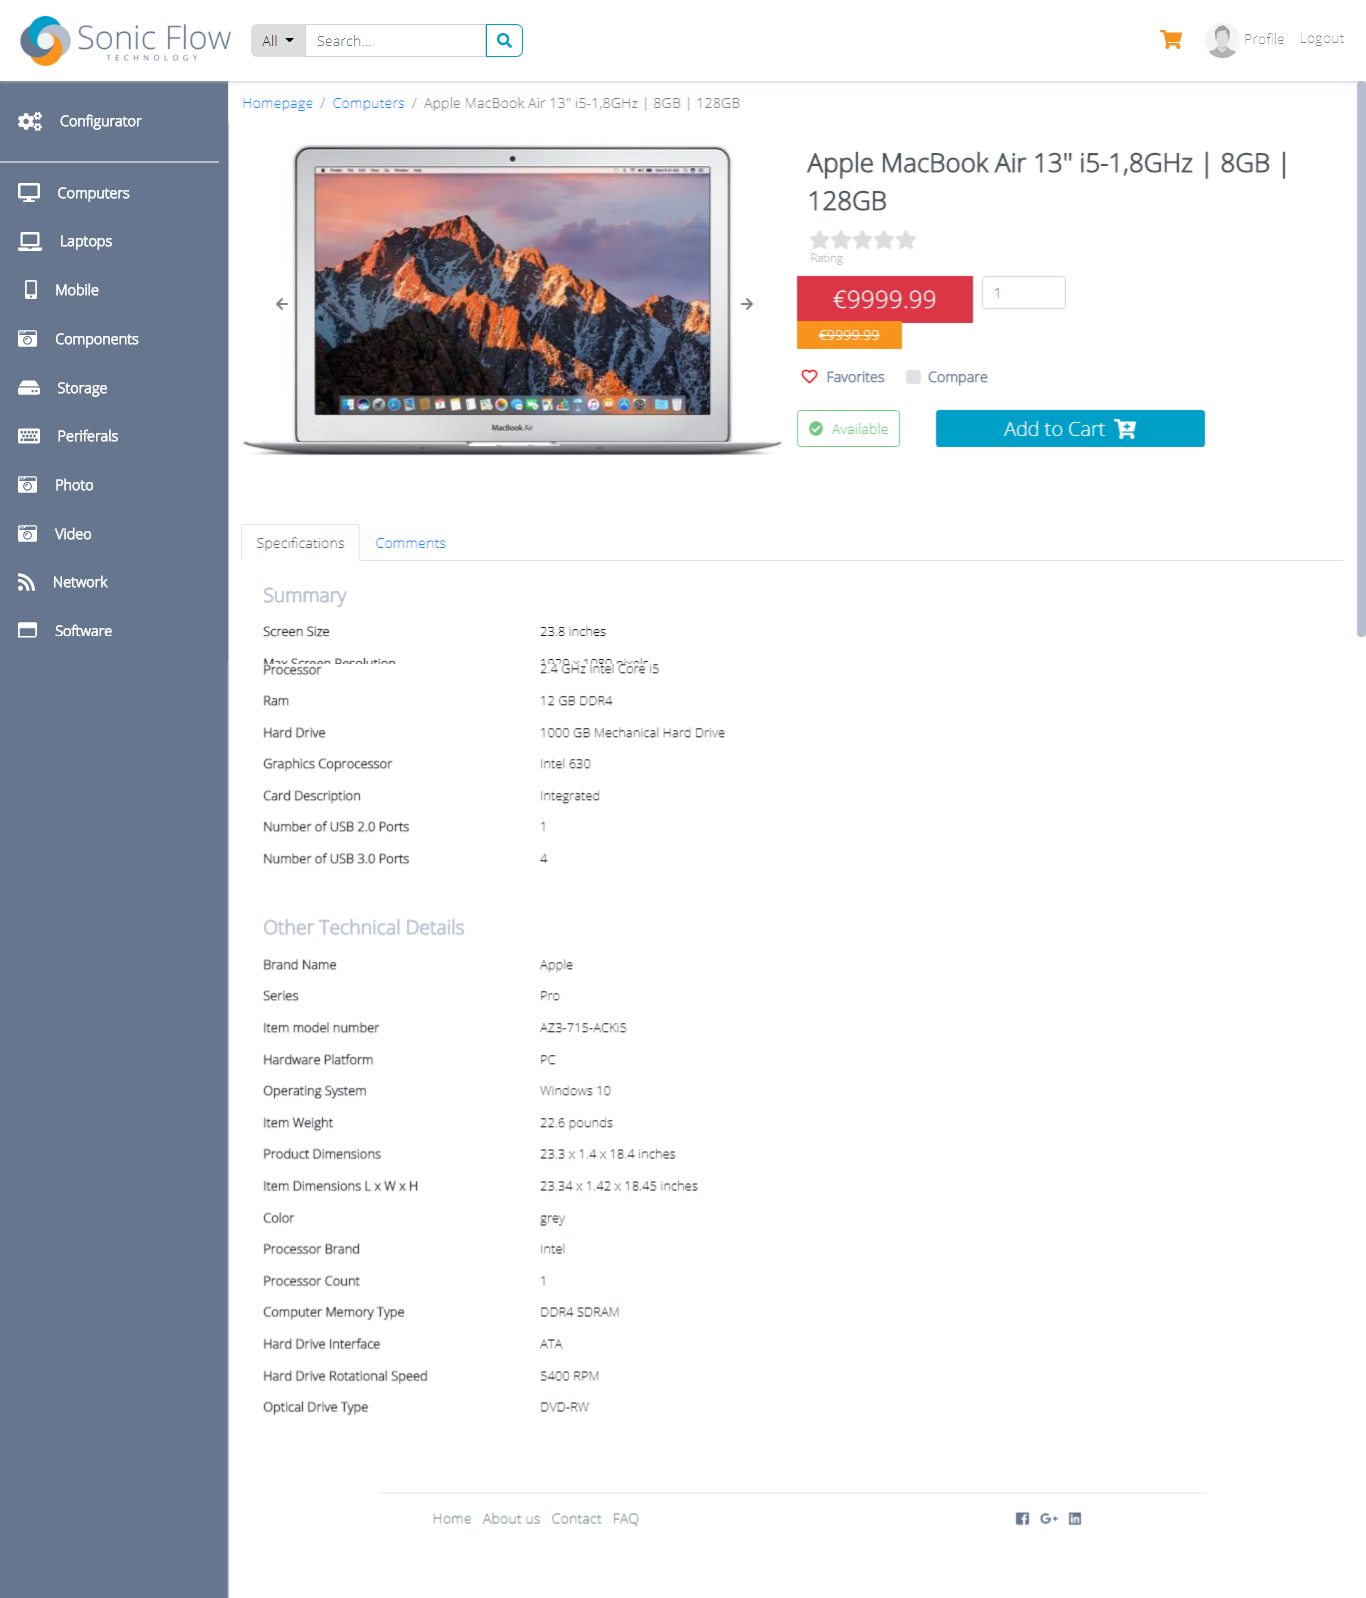 Sonic Flow
TECHNOLOGY
All
Search...
Profile
Logout
Configurator
Computers
Laptops
Mobile
Components
Storage
Periferals
Photo
Video
Network
Software
Homepage / Computers / Apple MacBook Air 13" i5-1,8GHz | 8GB | 128GB
MacBook Air
Apple MacBook Air 13" i5-1,8GHz | 8GB |
128GB
Rating
€9999.99
1
€9999.99
Favorites
Compare
Available
Add to Cart
Specifications
Comments
Summary
Screen Size 23.8 inches
Max Screen Resolution 1920 x 1080 pixels
Processor 2.4 GHz Intel Core i5
Ram 12 GB DDR4
Hard Drive 1000 GB Mechanical Hard Drive
Graphics Coprocessor Intel 630
Card Description Integrated
Number of USB 2.0 Ports 1
Number of USB 3.0 Ports 4
Other Technical Details
Brand Name Apple
Series Pro
Item model number AZ3-715-ACKi5
Hardware Platform PC
Operating System Windows 10
Item Weight 22.6 pounds
Product Dimensions 23.3 x 1.4 x 18.4 inches
Item Dimensions L x W x H 23.34 x 1.42 x 18.45 inches
Color grey
Processor Brand Intel
Processor Count 1
Computer Memory Type DDR4 SDRAM
Hard Drive Interface ATA
Hard Drive Rotational Speed 5400 RPM
Optical Drive Type DVD-RW
Home About us Contact FAQ